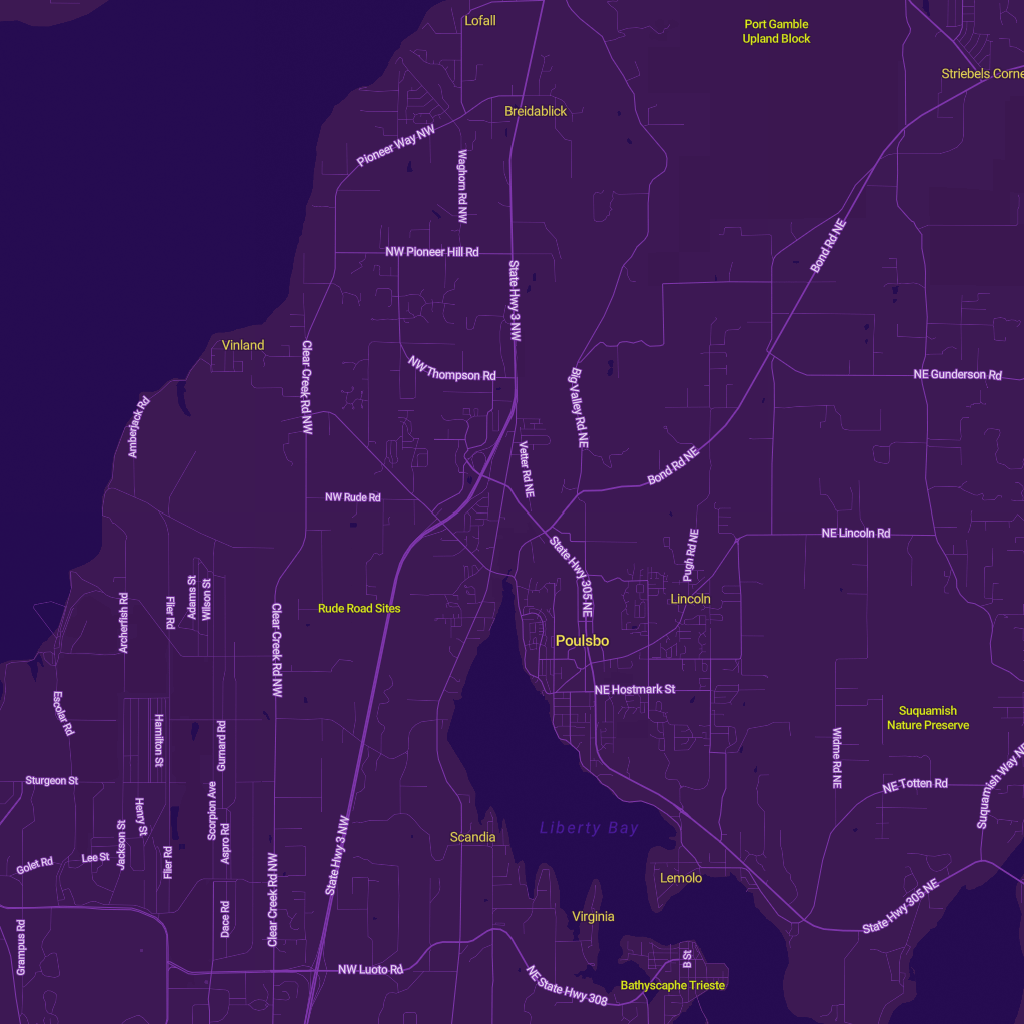 Lofall
Port Gamble
Upland Block
Striebels Corne
Breidablick
Pioneer Way NW
Waghorn Rd NW
Bond Rd NE
NW Pioneer Hill Rd
State Hwy 3 NW
Vinland
Clear Creek Rd NW
NW Thompson Rd
Big Valley Rd NE
NE Gunderson Rd
Amberjack Rd
Vetter Rd NE
Bond Rd NE
NW Rude Rd
NE Lincoln Rd
Pugh Rd NE
State Hwy 305 NE
Adams St
Wilson St
Flier Rd
Archerfish Rd
Lincoln
Rude Road Sites
Clear Creek Rd NW
Poulsbo
NE Hostmark St
Escolar Rd
Suquamish
Nature Preserve
Hamilton St
Gurnard Rd
Widme Rd NE
Sturgeon St
NE Totten Rd
Suquamish Way NE
Scorpion Ave
Henry St
Jackson St
Aspro Rd
Liberty Bay
Scandia
State Hwy 3 NW
Lee St
Golet Rd
Flier Rd
Lemolo
Clear Creek Rd NW
State Hwy 305 NE
Dace Rd
Virginia
Grampus Rd
B St
NW Luoto Rd
NE State Hwy 308
Bathyscaphe Trieste